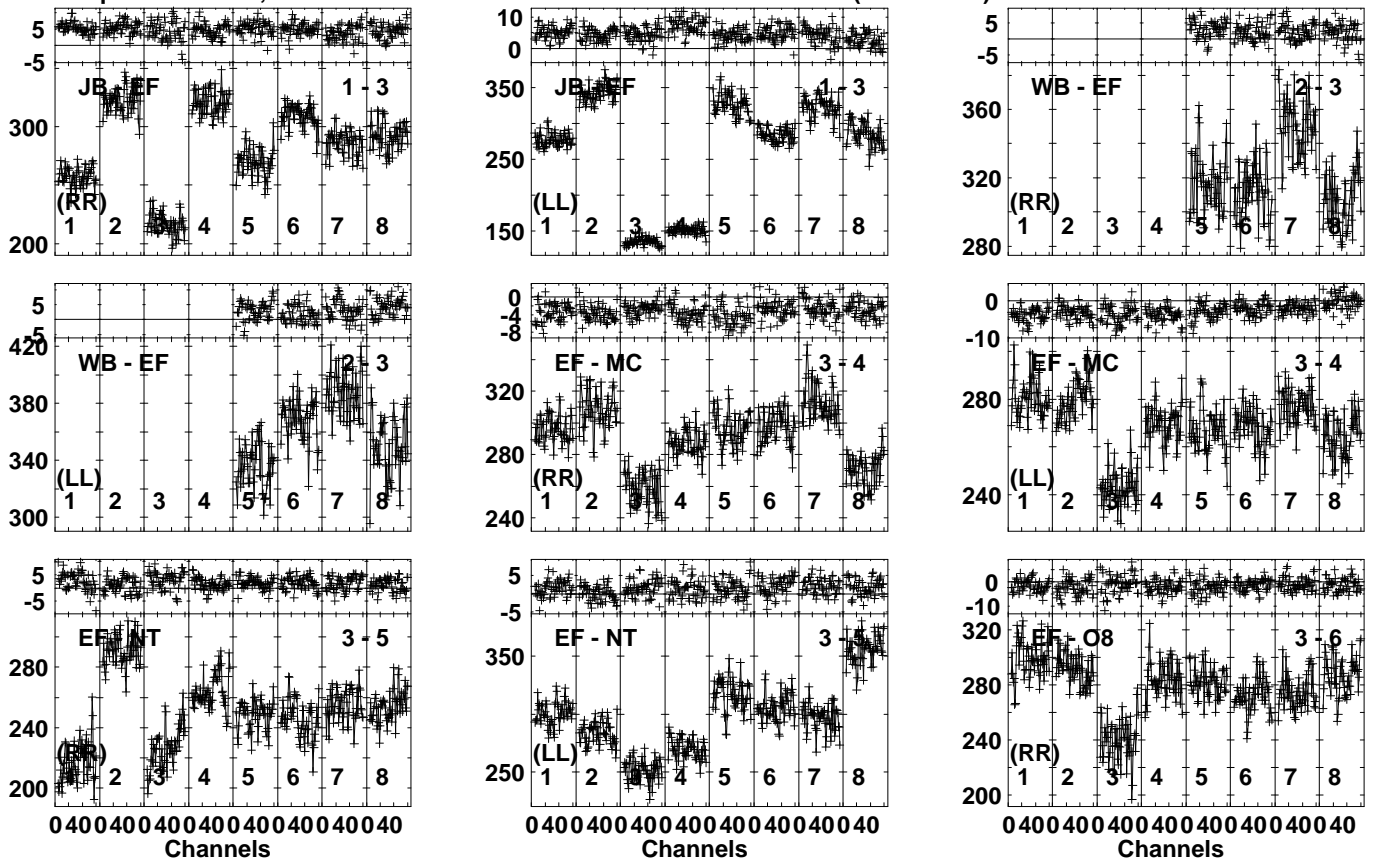 5
-5
JB - EF 1 - 3
300
200
(RR)
1 2 3 4 5 6 7 8
10
0
JB - EF 1 - 3
350
250
150
(LL)
1 2 3 4 5 6 7 8
5
-5
WB - EF 2 - 3
360
320
280
(RR)
1 2 3 4 5 6 7 8
5
-5
WB - EF 2 - 3
420
380
340
300
(LL)
1 2 3 4 5 6 7 8
0
-4
-8
EF - MC 3 - 4
320
280
240
(RR)
1 2 3 4 5 6 7 8
0
-10
EF - MC 3 - 4
280
240
(LL)
1 2 3 4 5 6 7 8
5
-5
EF - NT 3 - 5
280
240
200
(RR)
1 2 3 4 5 6 7 8
0 40 0 40 0 40 0 40 0 40 0 40 0 40 0 40
Channels
5
-5
EF - NT 3 - 5
350
250
(LL)
1 2 3 4 5 6 7 8
0 40 0 40 0 40 0 40 0 40 0 40 0 40 0 40
Channels
0
-10
EF - O8 3 - 6
320
280
240
200
(RR)
1 2 3 4 5 6 7 8
0 40 0 40 0 40 0 40 0 40 0 40 0 40 0 40
Channels